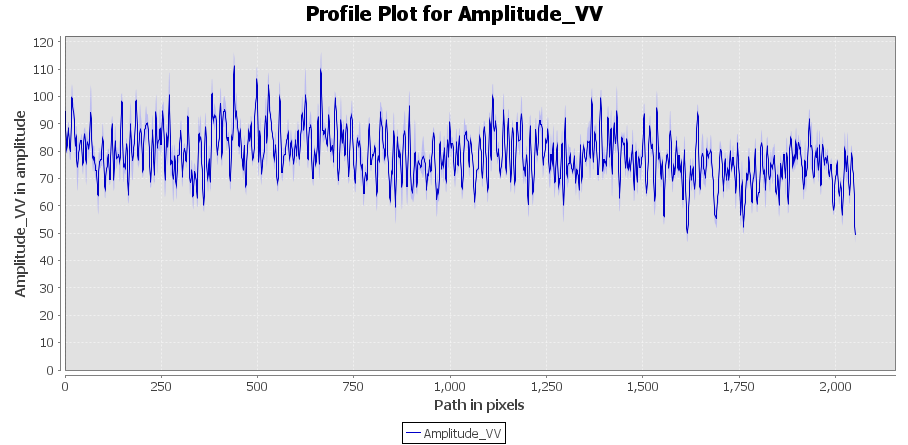 Profile Plot for Amplitude_VV
120
110
100
90
80
70
60
50
40
30
20
10
0
Amplitude_VV in amplitude
0 250 500 750 1,000 1,250 1,500 1,750 2,000
Path in pixels
Amplitude_VV